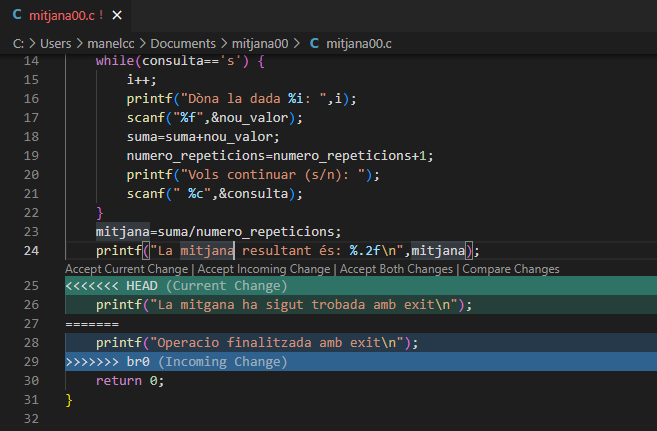 mitjana00.c !
C: > Users > manelcc > Documents > mitjana00 > C mitjana00.c
14 while(consulta=='s') {
15 i++;
16 printf("Dòna la dada %i: ",i);
17 scanf("%f",&nou_valor);
18 suma=suma+nou_valor;
19 numero_repeticions=numero_repeticions+1;
20 printf("Vols continuar (s/n): ");
21 scanf(" %c",&consulta);
22 }
23 mitjana=suma/numero_repeticions;
24 printf("La mitjana resultant és: %.2f\n",mitjana);
Accept Current Change | Accept Incoming Change | Accept Both Changes | Compare Changes
25 <<<<<<< HEAD (Current Change)
26 printf("La mitgana ha sigut trobada amb exit\n");
27 =======
28 printf("Operacio finalitzada amb exit\n");
29 >>>>>>> br0 (Incoming Change)
30 return 0;
31 }
32